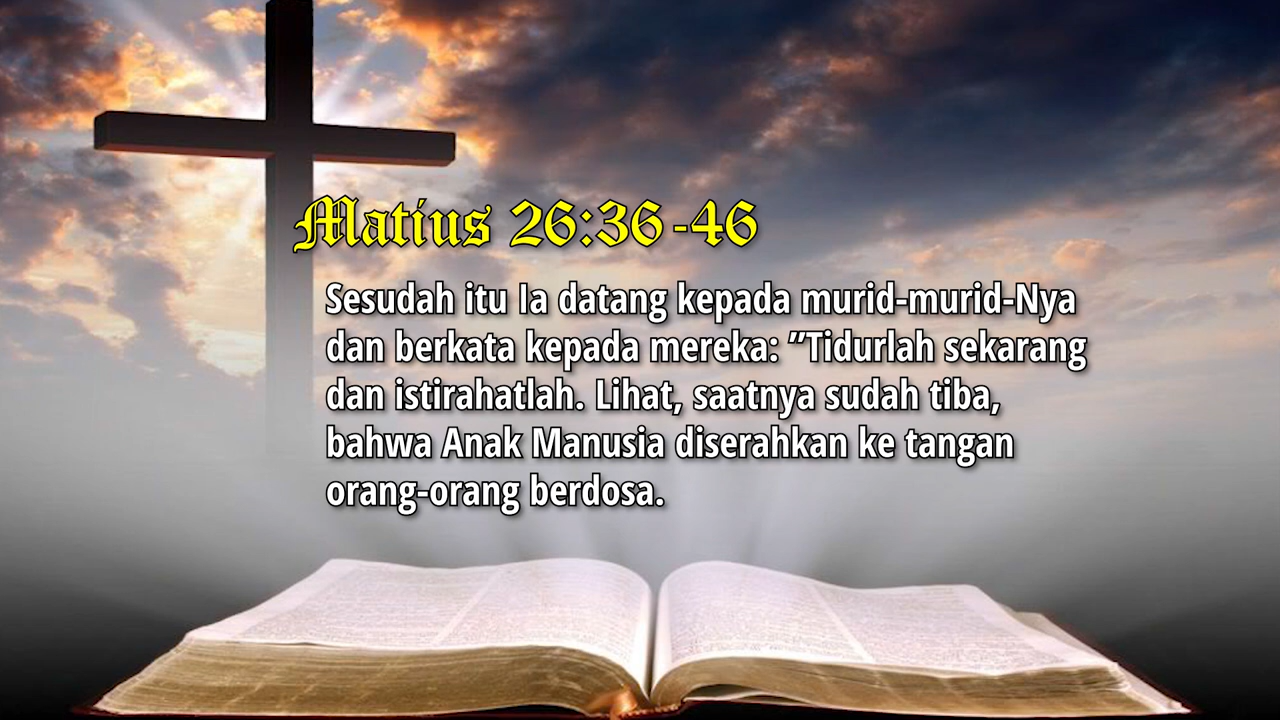 Matius 26:36-46
Sesudah itu Ia datang kepada murid-murid-Nya
dan berkata kepada mereka: ”Tidurlah sekarang
dan istirahatlah. Lihat, saatnya sudah tiba,
bahwa Anak Manusia diserahkan ke tangan
orang-orang berdosa.